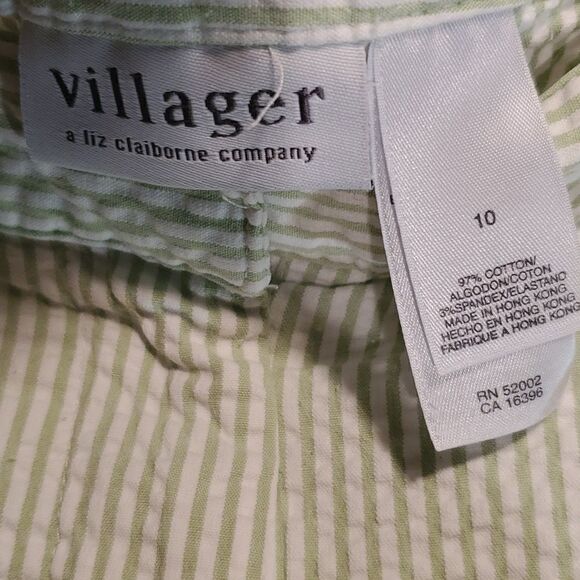 villager
a liz claiborne company
10
97% COTTON/
ALGODON/COTON
3%SPANDEX/ELASTANO
MADE IN HONG KONG
HECHO EN HONG KONG
FABRIQUE A HONG KONG
RN 52002
CA 16396